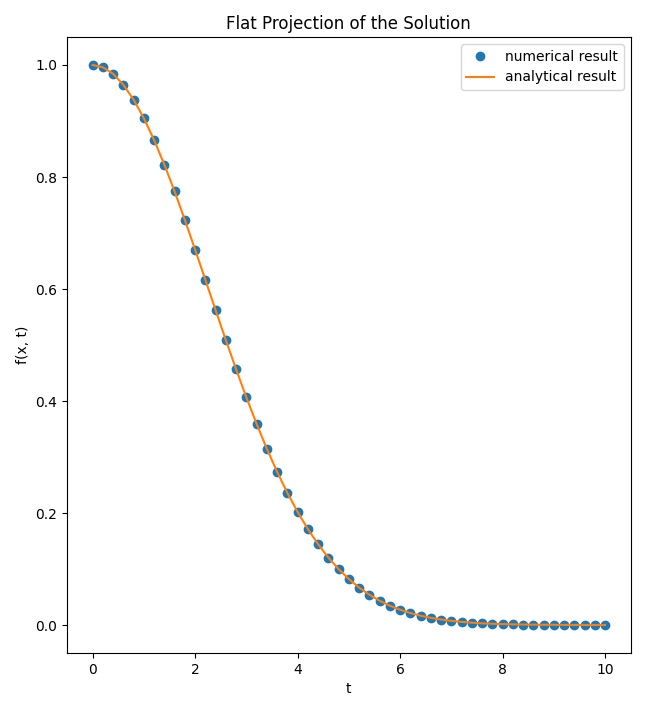 Flat Projection of the Solution
numerical result
analytical result
f(x, t)
1.0
0.8
0.6
0.4
0.2
0.0
0 2 4 6 8 10
t